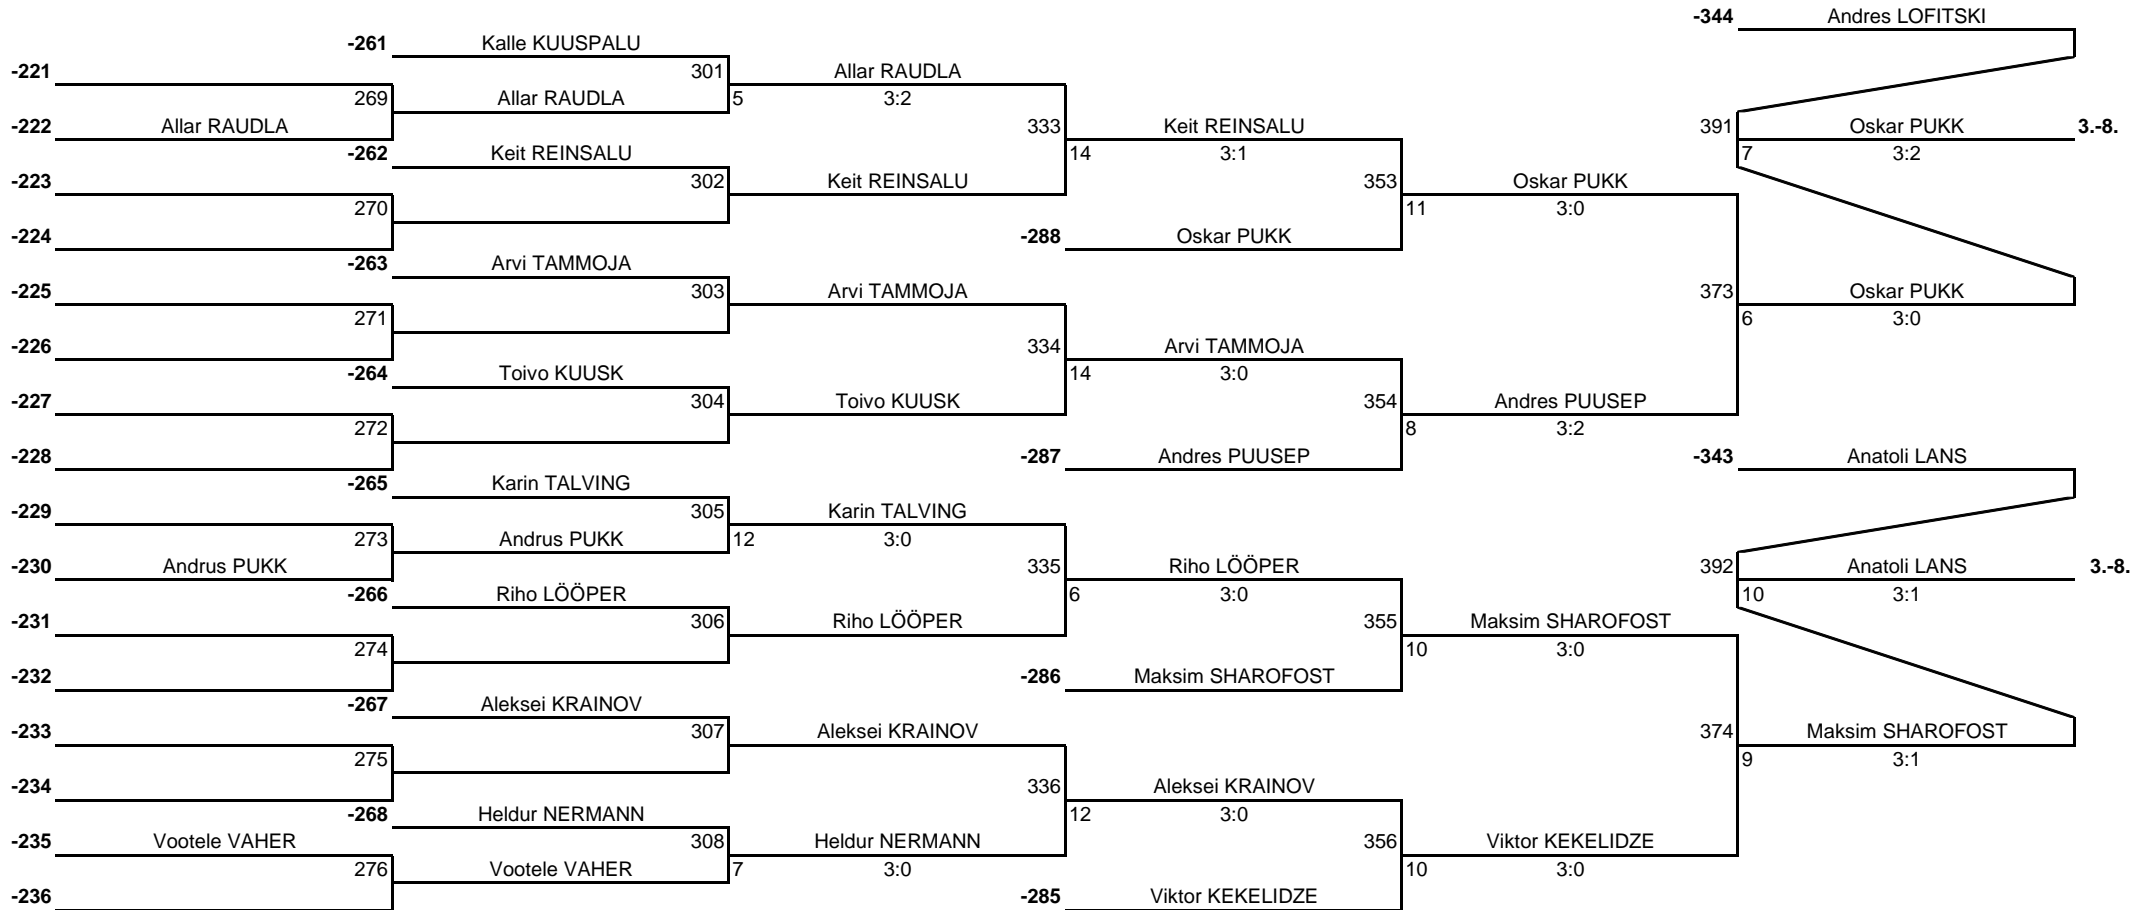 -344 Andres LOFITSKI
-261 Kalle KUUSPALU
-221 301 Allar RAUDLA
269 Allar RAUDLA 5 3:2
-222 Allar RAUDLA 333 Keit REINSALU 391 Oskar PUKK 3.-8.
-262 Keit REINSALU 14 3:1 7 3:2
-223 302 Keit REINSALU 353 Oskar PUKK
270 11 3:0
-224 -288 Oskar PUKK
-263 Arvi TAMMOJA
-225 303 Arvi TAMMOJA 373 Oskar PUKK
271 6 3:0
-226 334 Arvi TAMMOJA
-264 Toivo KUUSK 14 3:0
-227 304 Toivo KUUSK 354 Andres PUUSEP
272 8 3:2
-228 -287 Andres PUUSEP -343 Anatoli LANS
-265 Karin TALVING
-229 305 Karin TALVING
273 Andrus PUKK 12 3:0
-230 Andrus PUKK 335 Riho LÖÖPER 392 Anatoli LANS 3.-8.
-266 Riho LÖÖPER 6 3:0 10 3:1
-231 306 Riho LÖÖPER 355 Maksim SHAROFOST
274 10 3:0
-232 -286 Maksim SHAROFOST
-267 Aleksei KRAINOV
-233 307 Aleksei KRAINOV 374 Maksim SHAROFOST
275 9 3:1
-234 336 Aleksei KRAINOV
-268 Heldur NERMANN 12 3:0
-235 Vootele VAHER 308 Heldur NERMANN 356 Viktor KEKELIDZE
276 Vootele VAHER 7 3:0 10 3:0
-236 -285 Viktor KEKELIDZE